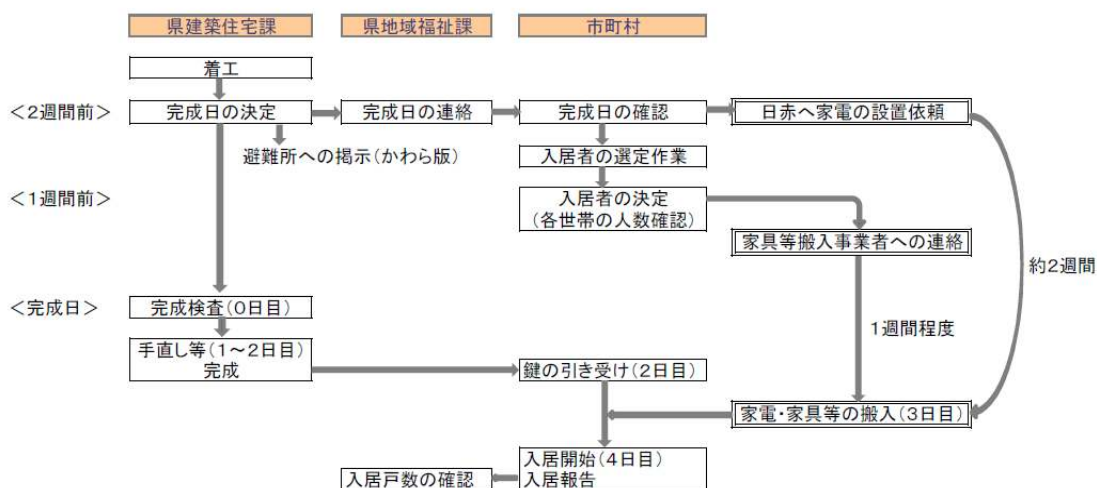 県建築住宅課
県地域福祉課
市町村
着工
<2週間前>
完成日の決定
完成日の連絡
完成日の確認
日赤へ家電の設置依頼
避難所への掲示(かわら版)
入居者の選定作業
<1週間前>
入居者の決定
(各世帯の人数確認)
家具等搬入事業者への連絡
約2週間
<完成日>
完成検査(0日目)
1週間程度
手直し等(1~2日目)
完成
鍵の引き受け(2日目)
家電・家具等の搬入(3日目)
入居開始(4日目)
入居報告
入居戸数の確認